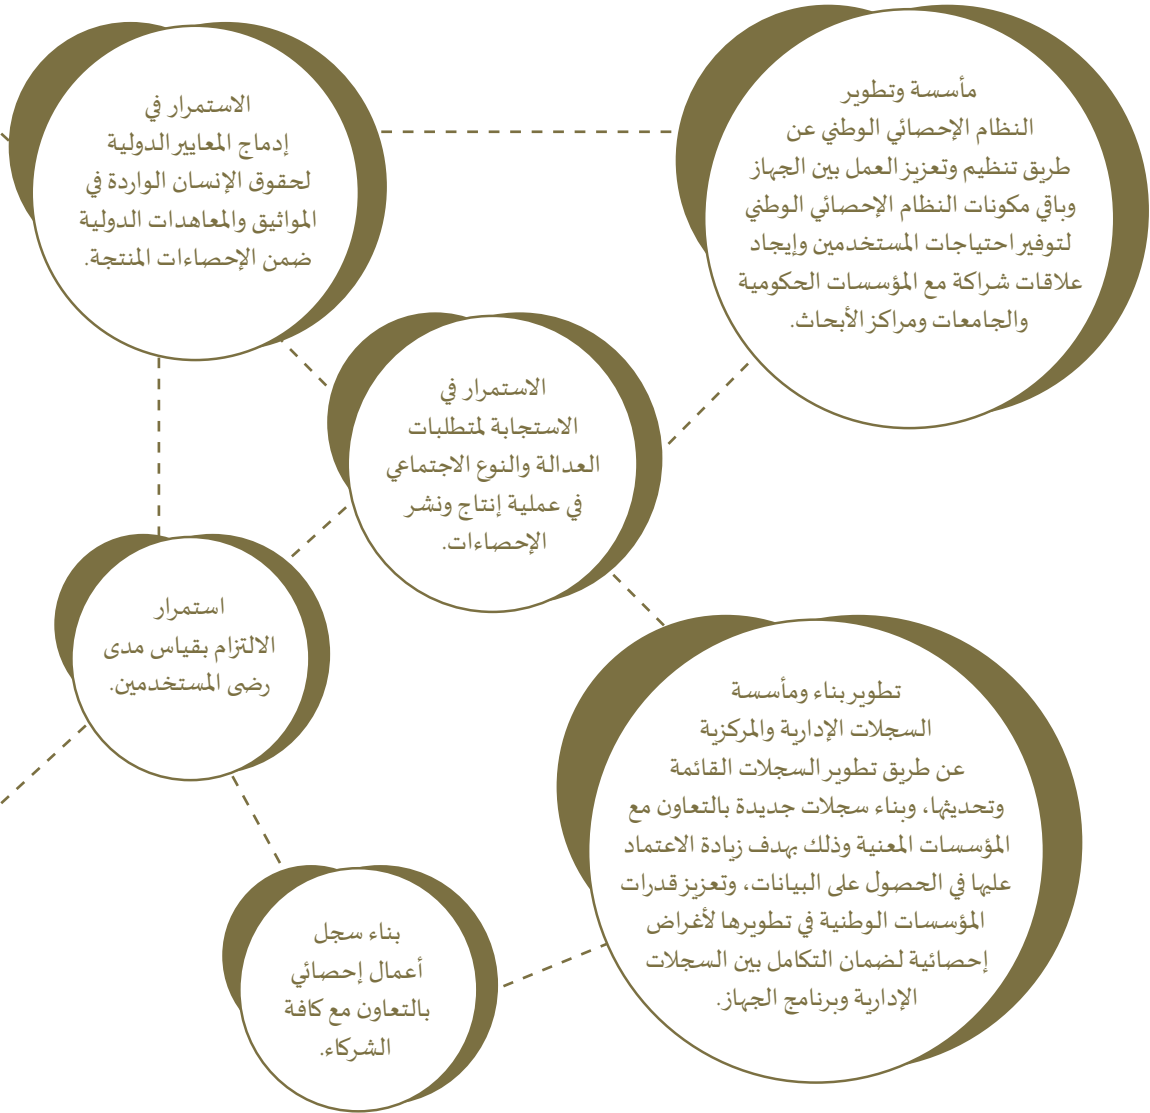 مأسسة وتطوير
النظام الإحصائي الوطني عن
طريق تنظيم وتعزيز العمل بين الجهاز
وباقي مكونات النظام الإحصائي الوطني
لتوفير احتياجات المستخدمين وإيجاد
علاقات شراكة مع المؤسسات الحكومية
والجامعات ومراكز الأبحاث.
الاستمرار في
إدماج المعايير الدولية
لحقوق الإنسان الواردة في
المواثيق والمعاهدات الدولية
ضمن الإحصاءات المنتجة.
الاستمرار في
الاستجابة لمتطلبات
العدالة والنوع الاجتماعي
في عملية إنتاج ونشر
الإحصاءات.
استمرار
الالتزام بقياس مدى
رضى المستخدمين.
تطوير بناء ومأسسة
السجلات الإدارية والمركزية
عن طريق تطوير السجلات القائمة
وتحديثها، وبناء سجلات جديدة بالتعاون مع
المؤسسات المعنية وذلك بهدف زيادة الاعتماد
عليها في الحصول على البيانات، وتعزيز قدرات
المؤسسات الوطنية في تطويرها لأغراض
إحصائية لضمان التكامل بين السجلات
الإدارية وبرنامج الجهاز.
بناء سجل
أعمال إحصائي
بالتعاون مع كافة
الشركاء.